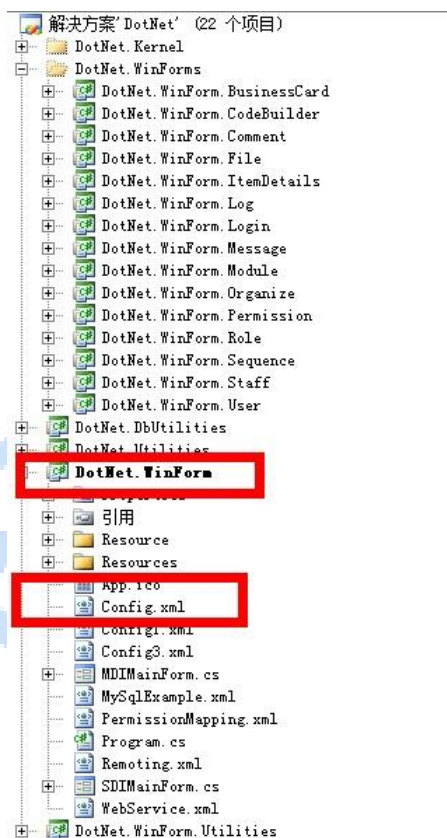 解决方案'DotNet' (22 个项目)
DotNet.Kernel
DotNet.WinForms
DotNet.WinForm.BusinessCard
DotNet.WinForm.CodeBuilder
DotNet.WinForm.Comment
DotNet.WinForm.File
DotNet.WinForm.ItemDetails
DotNet.WinForm.Log
DotNet.WinForm.Login
DotNet.WinForm.Message
DotNet.WinForm.Module
DotNet.WinForm.Organize
DotNet.WinForm.Permission
DotNet.WinForm.Role
DotNet.WinForm.Sequence
DotNet.WinForm.Staff
DotNet.WinForm.User
DotNet.DbUtilities
DotNet.Utilities
DotNet.WinForm
引用
Resource
Resources
App.ico
Config.xml
Config1.xml
Config3.xml
MDIMainForm.cs
MySqlExample.xml
PermissionMapping.xml
Program.cs
Remoting.xml
SDIMainForm.cs
WebService.xml
DotNet.WinForm.Utilities